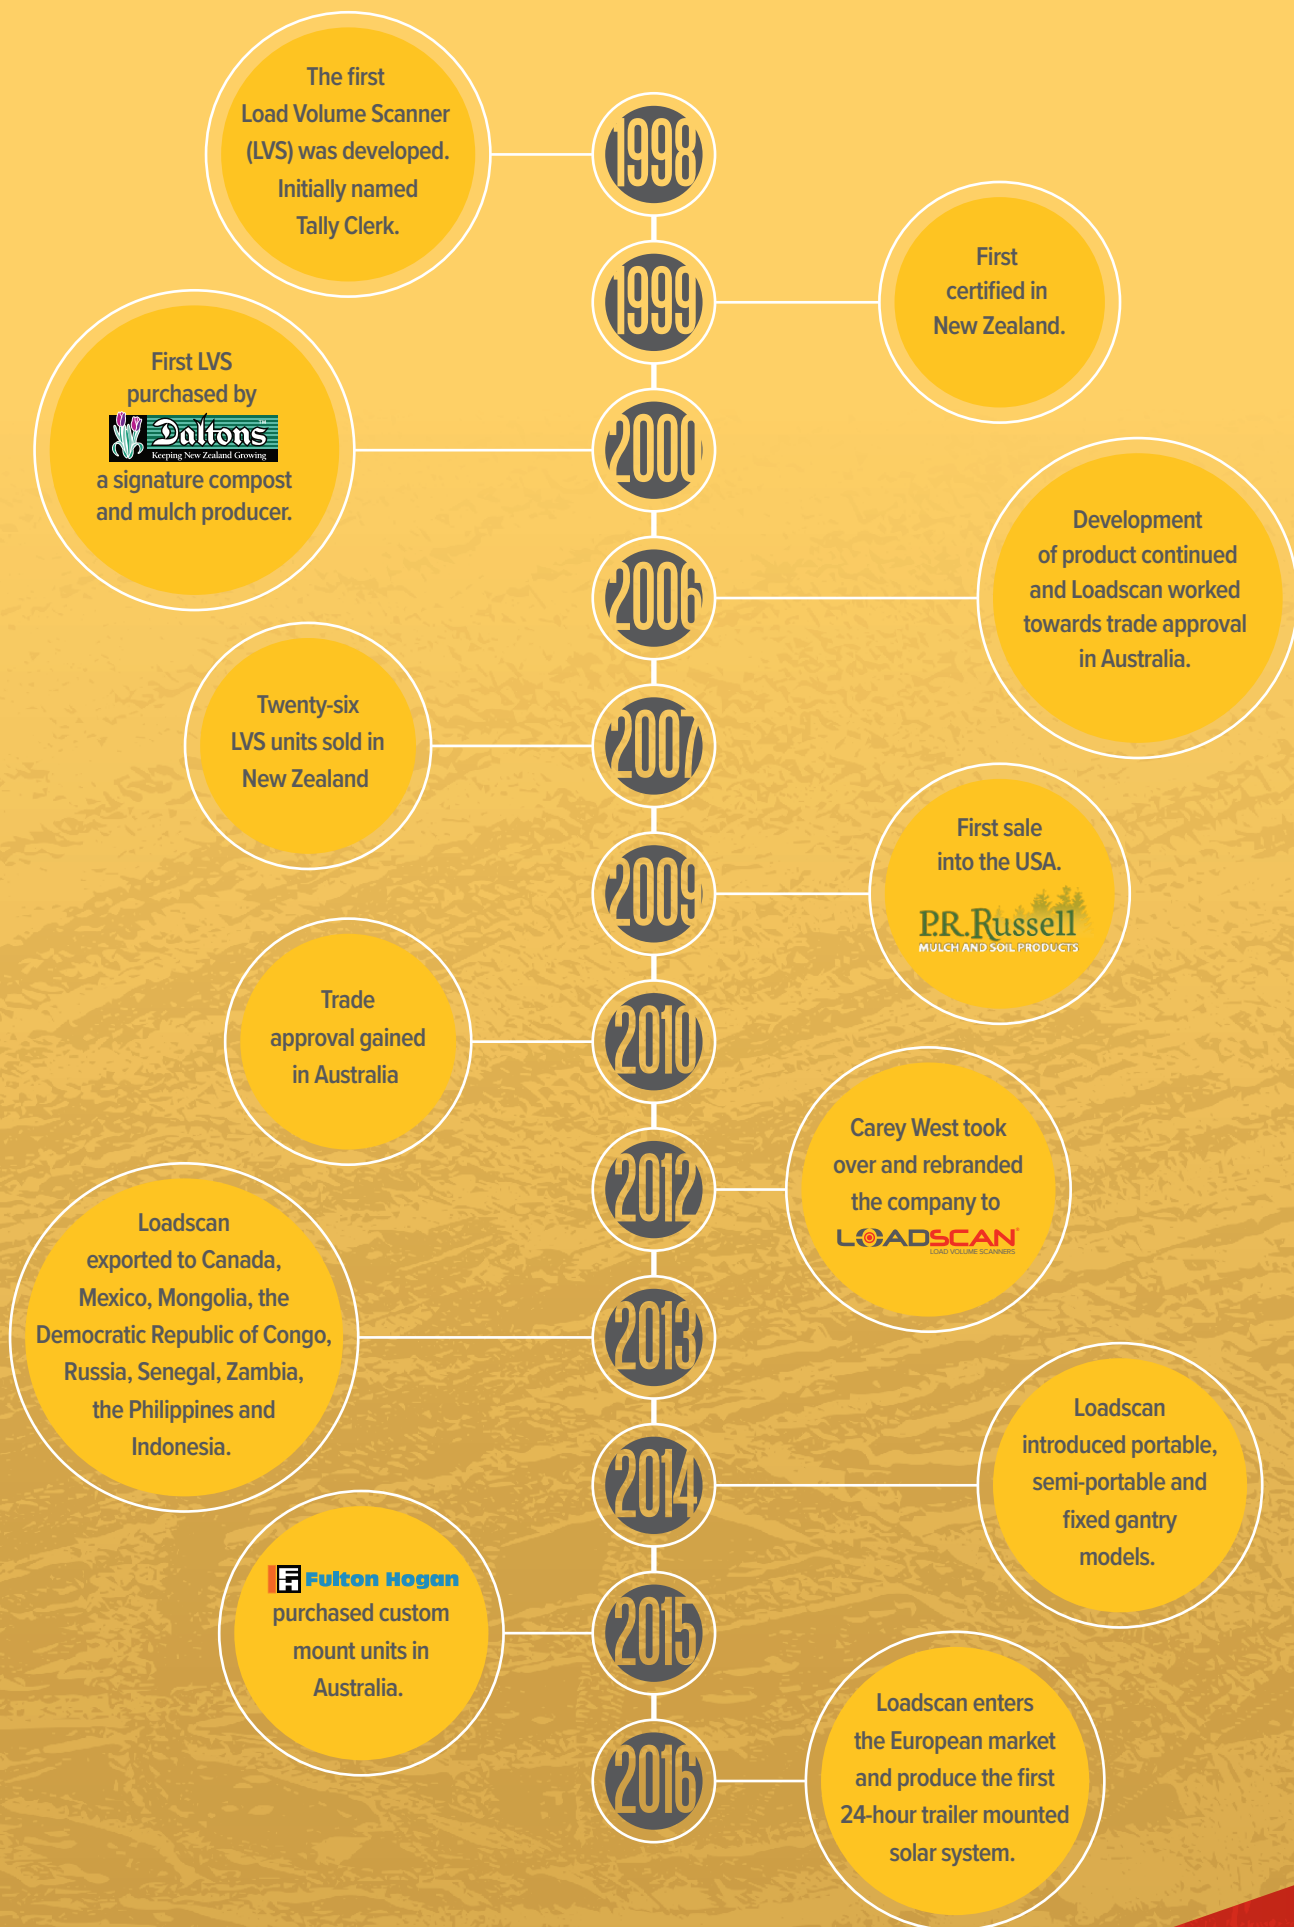 1998
The first
Load Volume Scanner
(LVS) was developed.
Initially named
Tally Clerk.
1999
First
certified in
New Zealand.
2000
First LVS
purchased by
Daltons™
Keeping New Zealand Growing
a signature compost
and mulch producer.
2006
Development
of product continued
and Loadscan worked
towards trade approval
in Australia.
2007
Twenty-six
LVS units sold in
New Zealand
2009
First sale
into the USA.
P.R.Russell
MULCH AND SOIL PRODUCTS
2010
Trade
approval gained
in Australia
2012
Carey West took
over and rebranded
the company to
LOADSCAN®
LOAD VOLUME SCANNERS
2013
Loadscan
exported to Canada,
Mexico, Mongolia, the
Democratic Republic of Congo,
Russia, Senegal, Zambia,
the Philippines and
Indonesia.
2014
Loadscan
introduced portable,
semi-portable and
fixed gantry
models.
2015
FH Fulton Hogan
purchased custom
mount units in
Australia.
2016
Loadscan enters
the European market
and produce the first
24-hour trailer mounted
solar system.